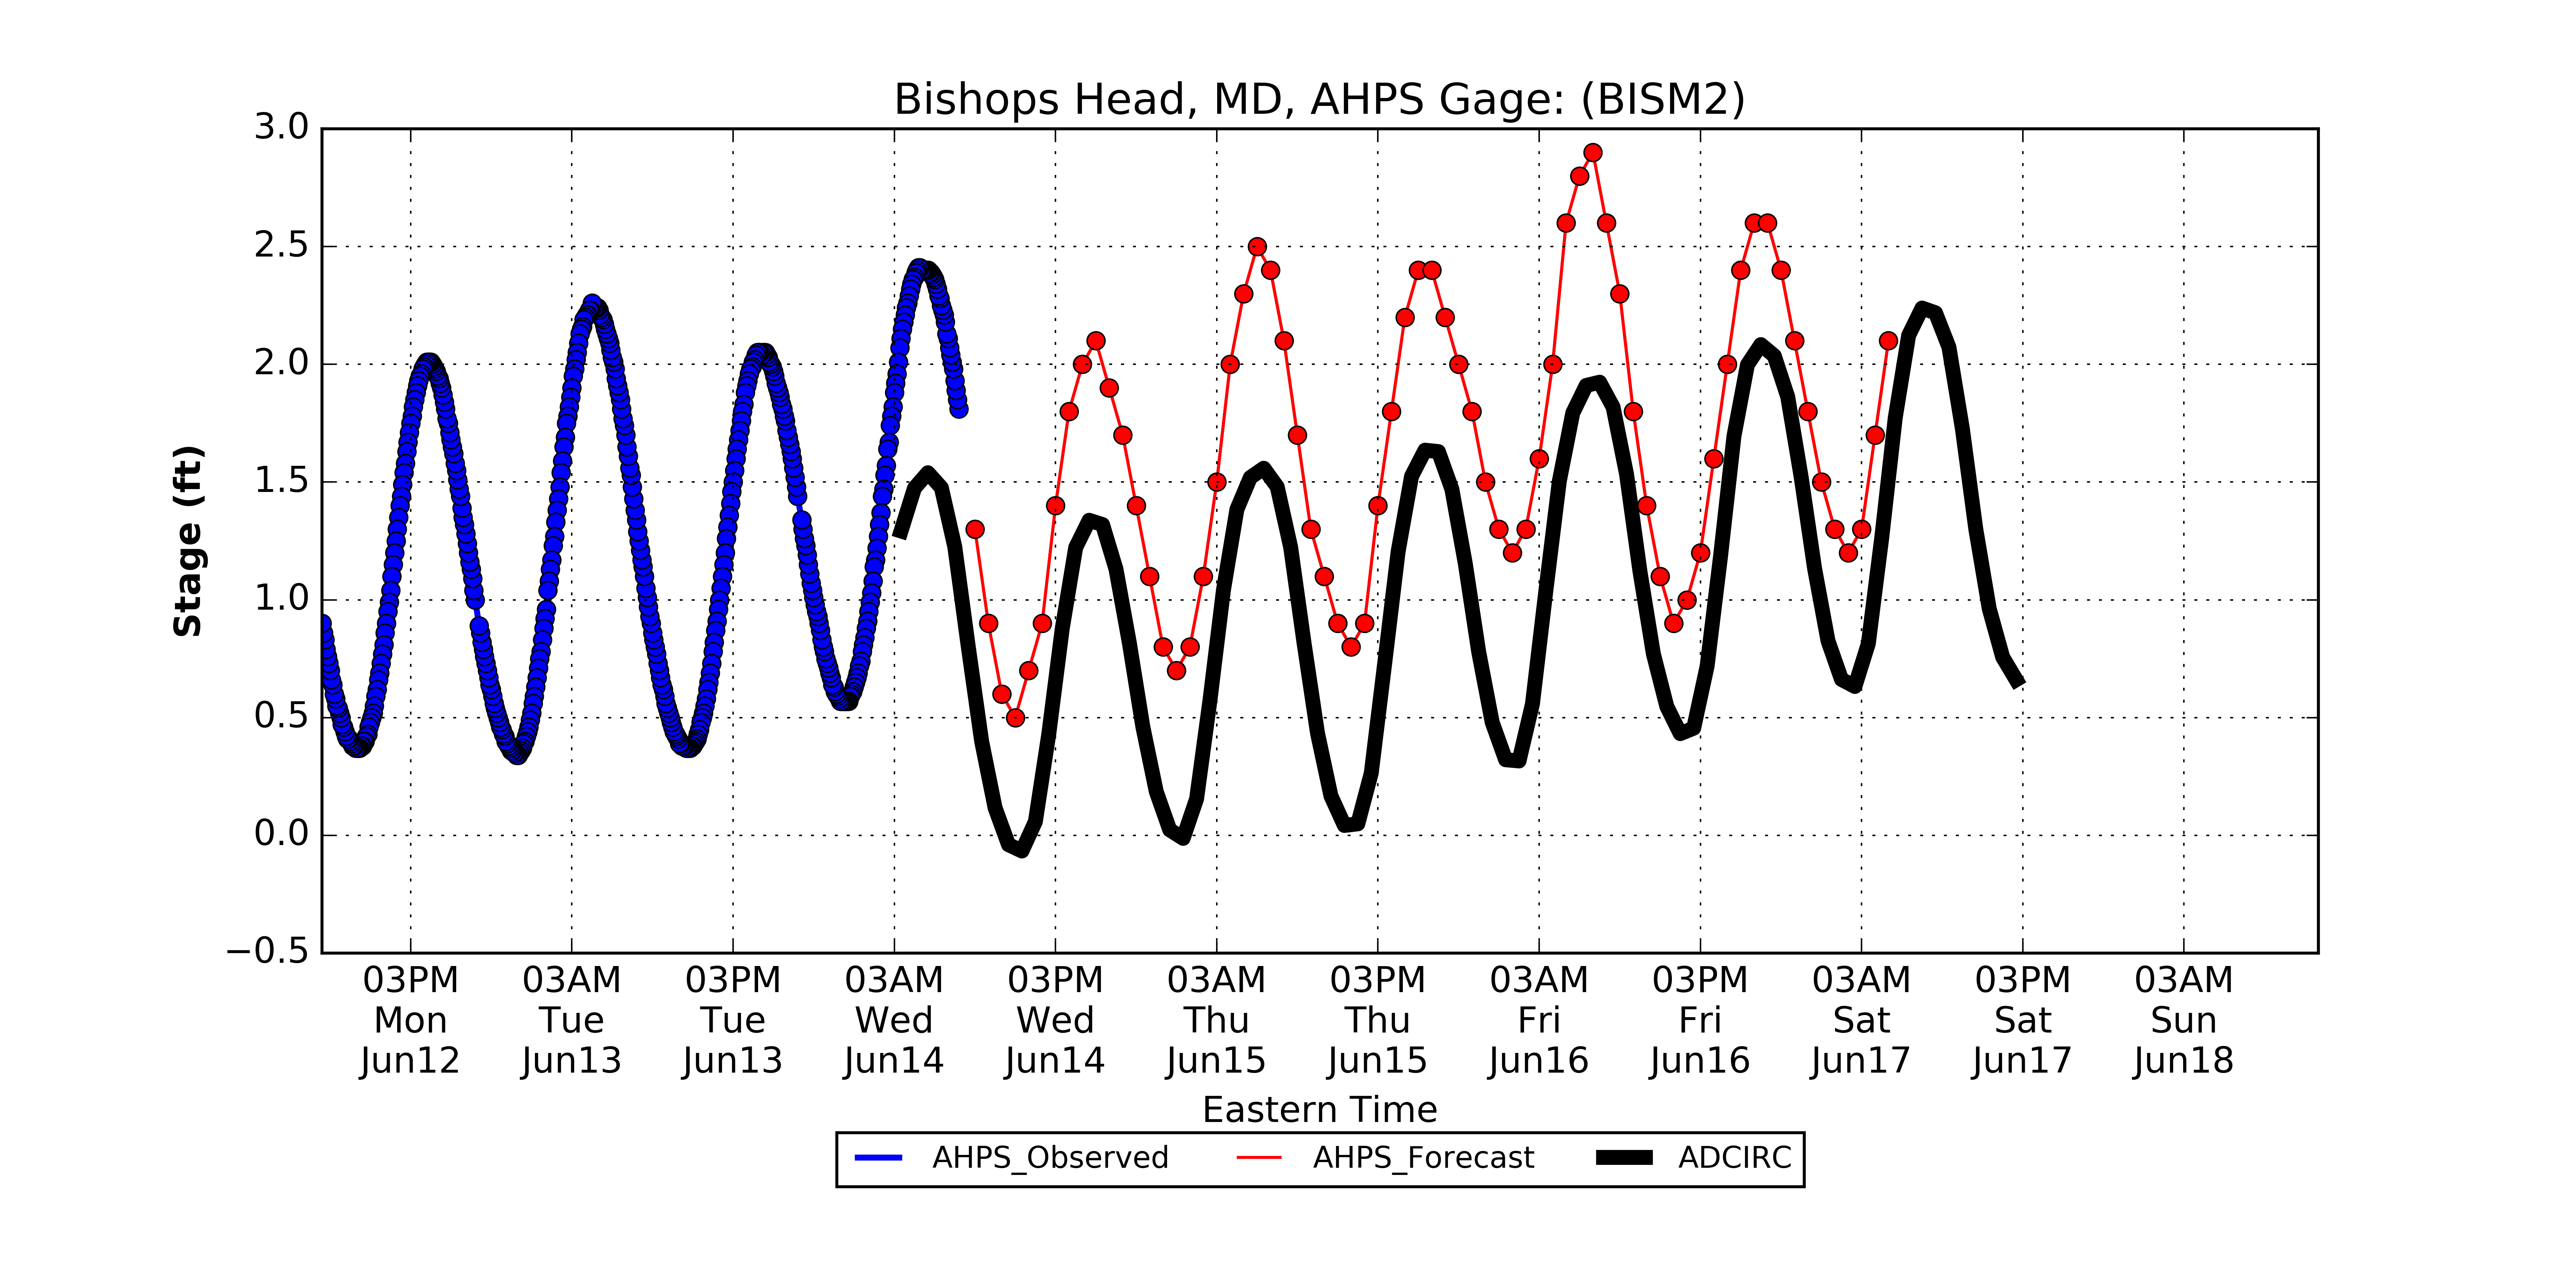 Bishops Head, MD, AHPS Gage: (BISM2)
3.0
2.5
2.0
1.5
1.0
0.5
0.0
−0.5
Stage (ft)
03PM 03AM 03PM 03AM 03PM 03AM 03PM 03AM 03PM 03AM 03PM 03AM
Mon Tue Tue Wed Wed Thu Thu Fri Fri Sat Sat Sun
Jun12 Jun13 Jun13 Jun14 Jun14 Jun15 Jun15 Jun16 Jun16 Jun17 Jun17 Jun18
Eastern Time
AHPS_Observed AHPS_Forecast ADCIRC